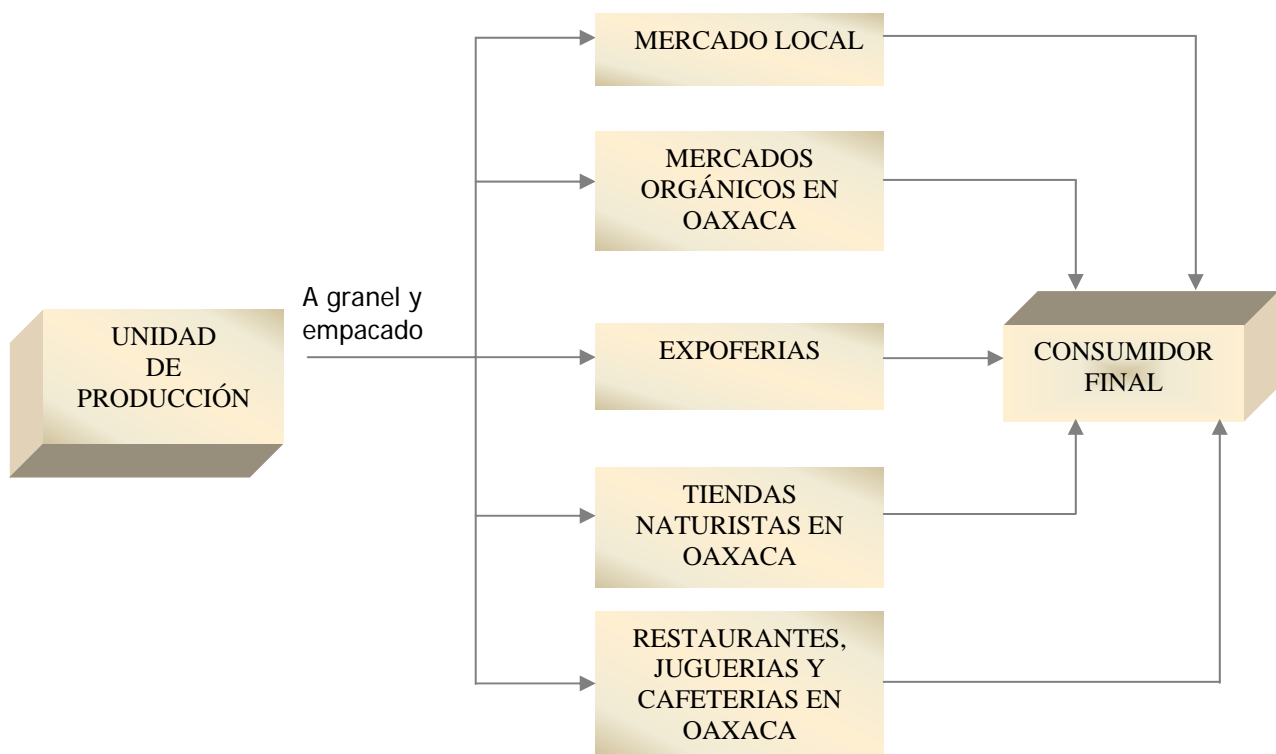 MERCADO LOCAL
MERCADOS
ORGÁNICOS EN
OAXACA
A granel y
empacado
UNIDAD
DE
PRODUCCIÓN
EXPOFERIAS
CONSUMIDOR
FINAL
TIENDAS
NATURISTAS EN
OAXACA
RESTAURANTES,
JUGUERIAS Y
CAFETERIAS EN
OAXACA